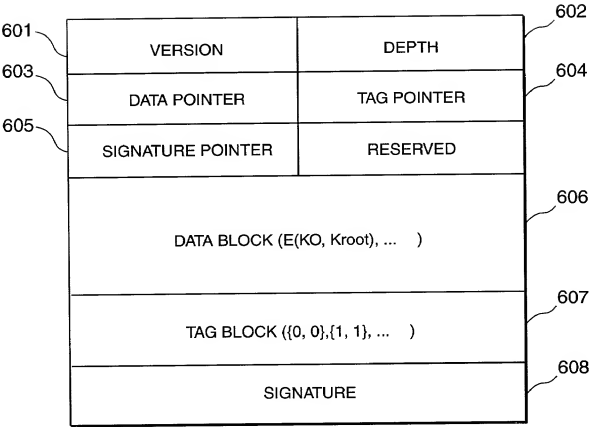 601 VERSION DEPTH 602
603 DATA POINTER TAG POINTER 604
605 SIGNATURE POINTER RESERVED
606
DATA BLOCK (E(KO, Kroot), ... )
607
TAG BLOCK ({0, 0},{1, 1}, ... )
608
SIGNATURE